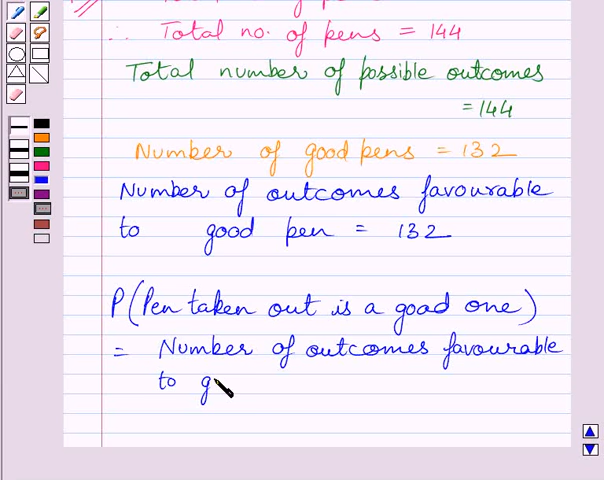 ∴ Total no. of pens = 144
Total number of possible outcomes
= 144
Number of good pens = 132
Number of outcomes favourable
to good pen = 132
P(Pen taken out is a good one)
= Number of outcomes favourable
to g